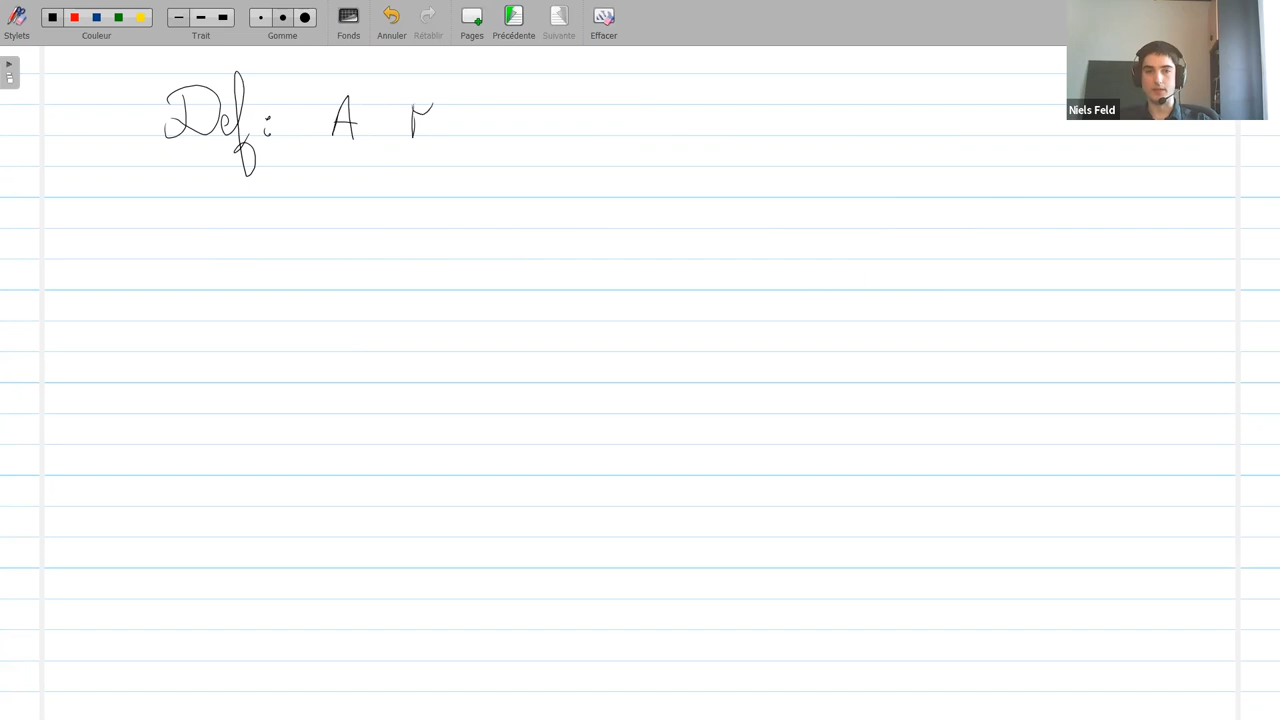 Stylets Couleur Trait Gomme Fonds Annuler Rétablir Pages Précédente Suivante Effacer
Niels Feld
Def: A r